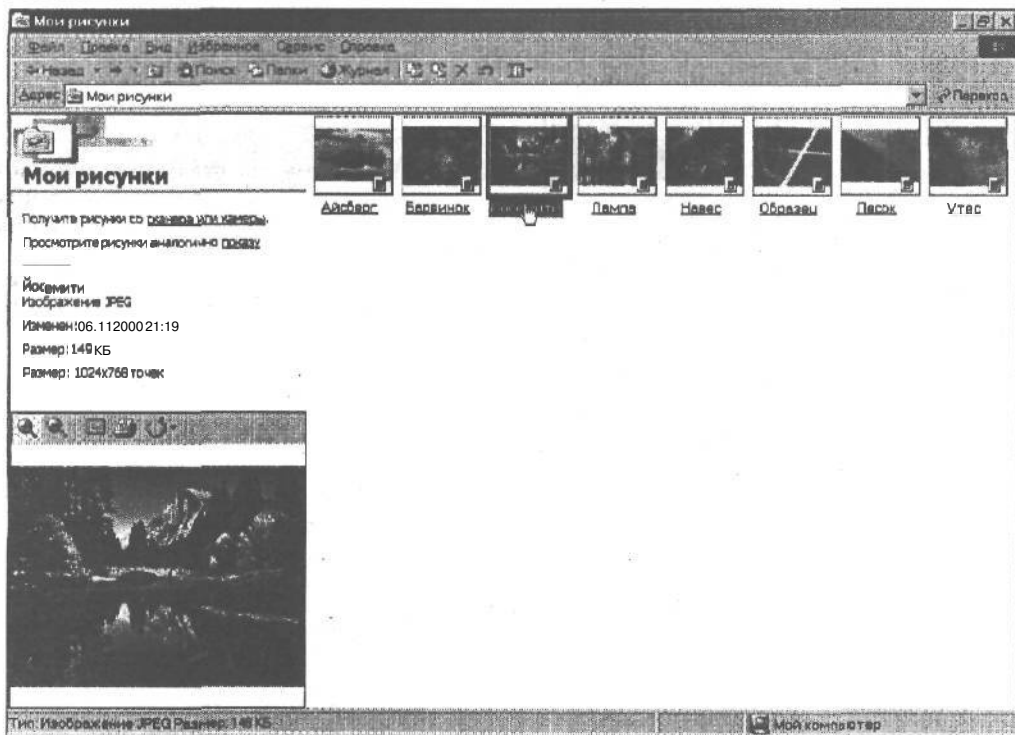 Мои рисунки
Файл Правка Вид Избранное Сервис Справка
Назад Поиск Папки Журнал
Адрес Мои рисунки Переход
Мои рисунки
Получите рисунки со сканера или камеры.
Просмотрите рисунки аналогично показу
Йосемити
Изображение JPEG
Изменен:06.112000 21:19
Размер: 149 КБ
Размер: 1024x768 точек
Айсберг Барвинок Йосемити Лампа Навес Образец Песок Утес
Тип: Изображение JPEG Размер: 149 КБ Мой компьютер